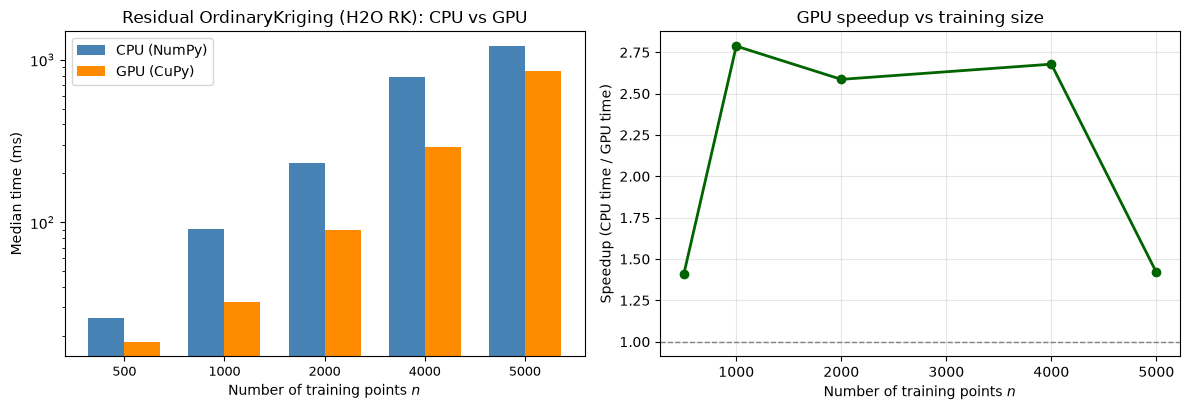 Residual OrdinaryKriging (H2O RK): CPU vs GPU
CPU (NumPy)
GPU (CuPy)
10³
10²
Median time (ms)
500
1000
2000
4000
5000
Number of training points n
GPU speedup vs training size
2.75
2.50
2.25
2.00
1.75
1.50
1.25
1.00
Speedup (CPU time / GPU time)
1000
2000
3000
4000
5000
Number of training points n